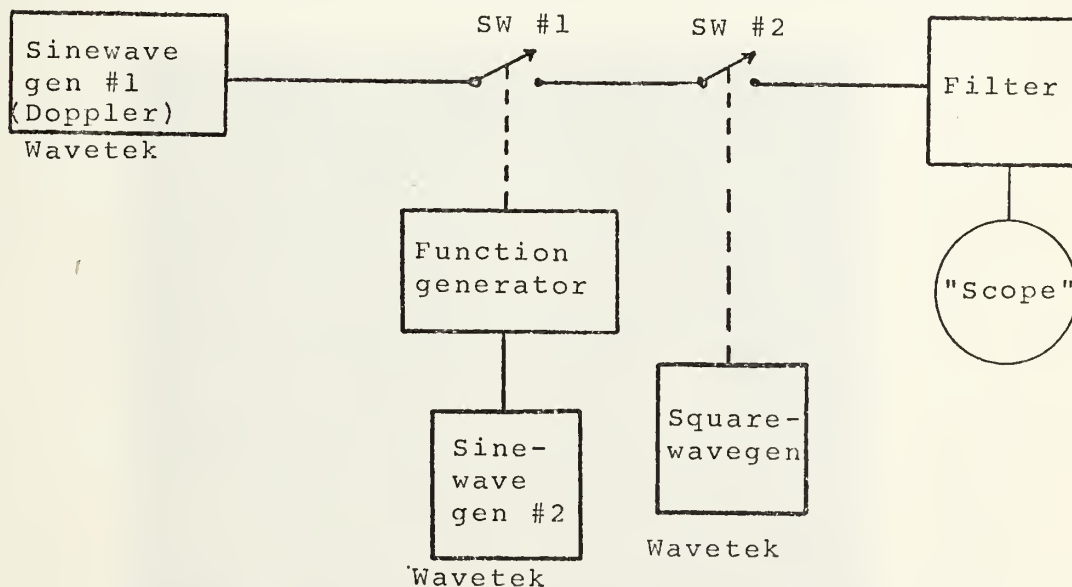 SW #1
SW #2
Sinewave
gen #1
(Doppler)
Wavetek
Filter
Function
generator
"Scope"
Square-
wavegen
Wavetek
Sine-
wave
gen #2
Wavetek